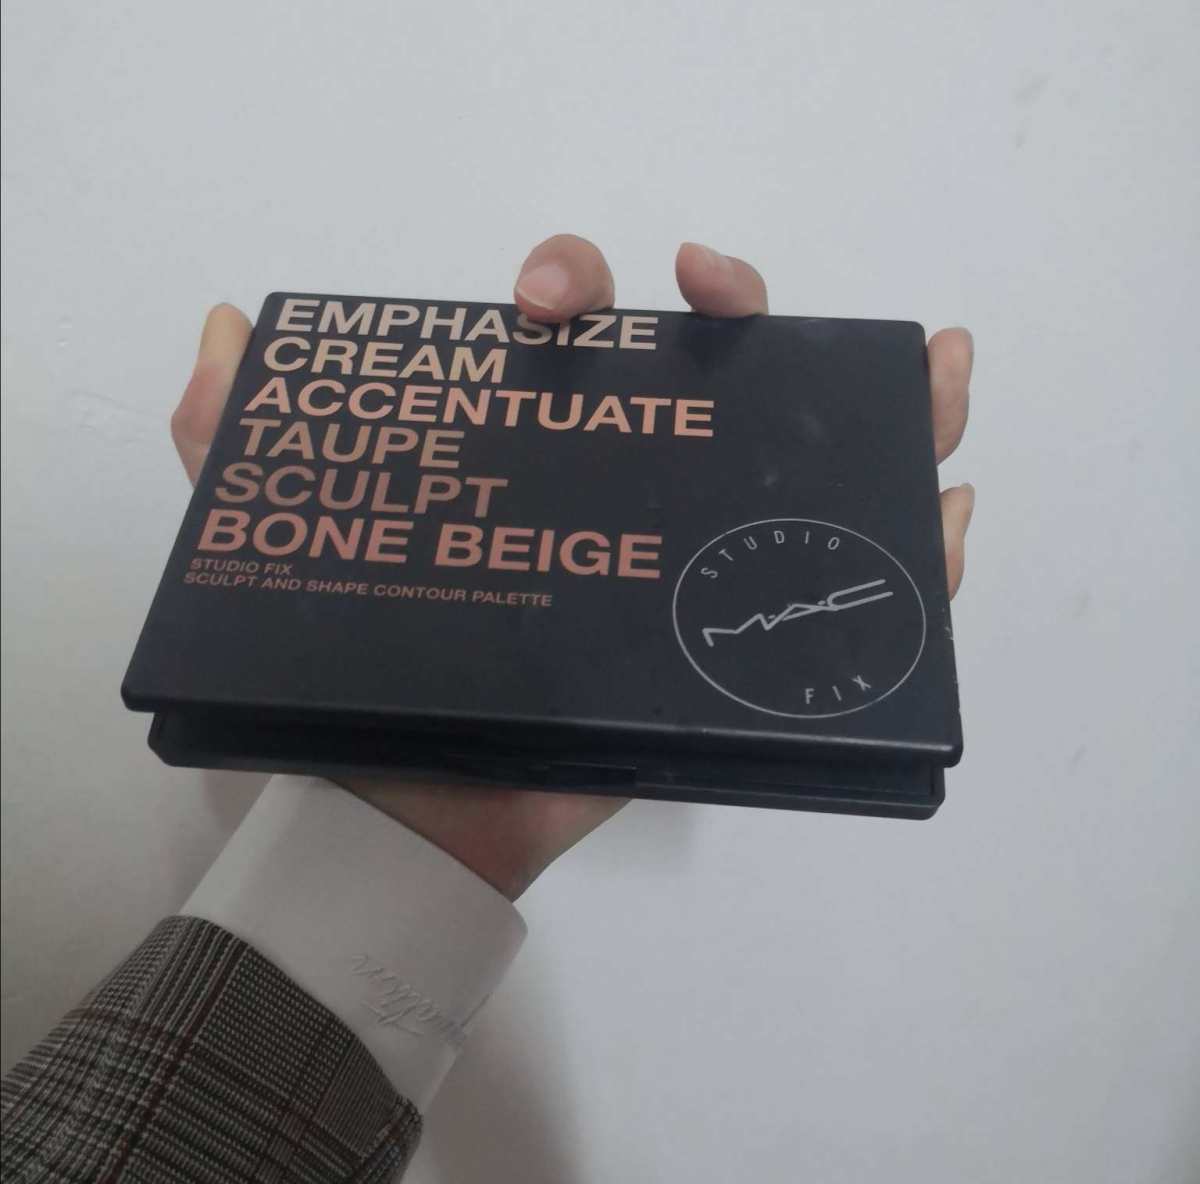 EMPHASIZE
CREAM
ACCENTUATE
TAUPE
SCULPT
BONE BEIGE
STUDIO FIX
SCULPT AND SHAPE CONTOUR PALETTE
STUDIO
M·A·C
FIX